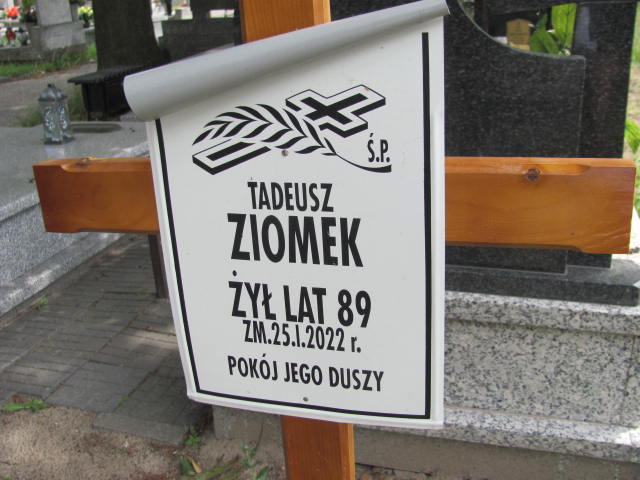 Ś.P.
TADEUSZ
ZIOMEK
ŻYŁ LAT 89
ZM.25.I.2022 r.
POKÓJ JEGO DUSZY